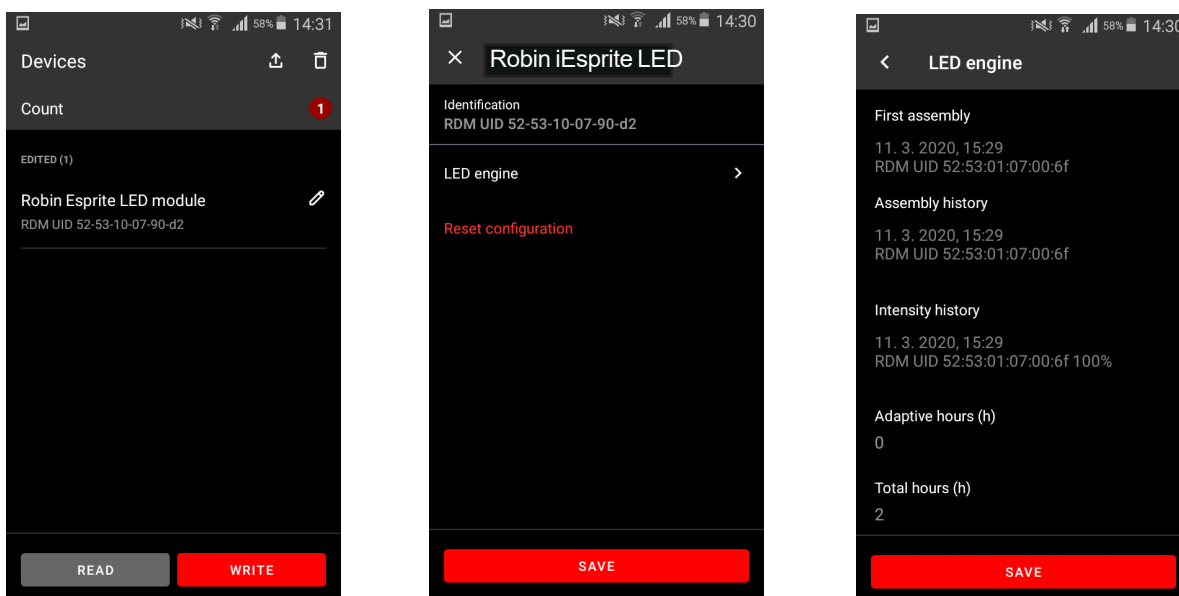 58% 14:31
Devices
Count
1
EDITED (1)
Robin Esprite LED module
RDM UID 52-53-10-07-90-d2
READ
WRITE
58% 14:30
Robin iEsprite LED
Identification
RDM UID 52-53-10-07-90-d2
LED engine
Reset configuration
SAVE
58% 14:30
LED engine
First assembly
11. 3. 2020, 15:29
RDM UID 52:53:01:07:00:6f
Assembly history
11. 3. 2020, 15:29
RDM UID 52:53:01:07:00:6f
Intensity history
11. 3. 2020, 15:29
RDM UID 52:53:01:07:00:6f 100%
Adaptive hours (h)
0
Total hours (h)
2
SAVE